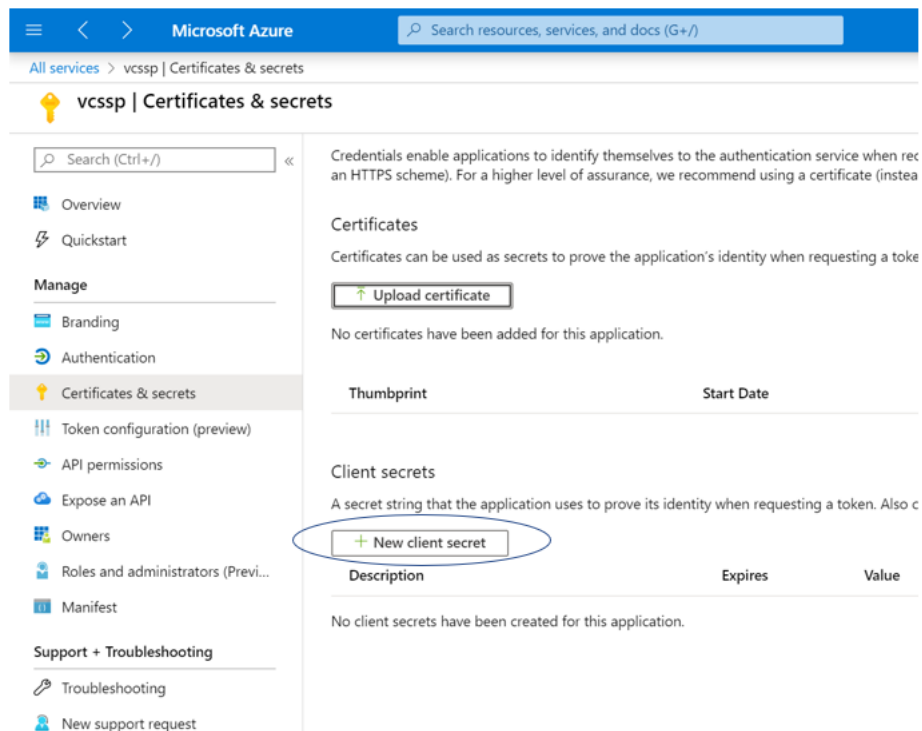 Microsoft Azure
Search resources, services, and docs (G+/)
All services > vcssp | Certificates & secrets
vcssp | Certificates & secrets
Search (Ctrl+/)
«
Overview
Quickstart
Manage
Branding
Authentication
Certificates & secrets
Token configuration (preview)
API permissions
Expose an API
Owners
Roles and administrators (Previ...
Manifest
Support + Troubleshooting
Troubleshooting
New support request
Credentials enable applications to identify themselves to the authentication service when rec
an HTTPS scheme). For a higher level of assurance, we recommend using a certificate (instea
Certificates
Certificates can be used as secrets to prove the application's identity when requesting a toke
Upload certificate
No certificates have been added for this application.
Thumbprint Start Date
Client secrets
A secret string that the application uses to prove its identity when requesting a token. Also c
New client secret
Description Expires Value
No client secrets have been created for this application.